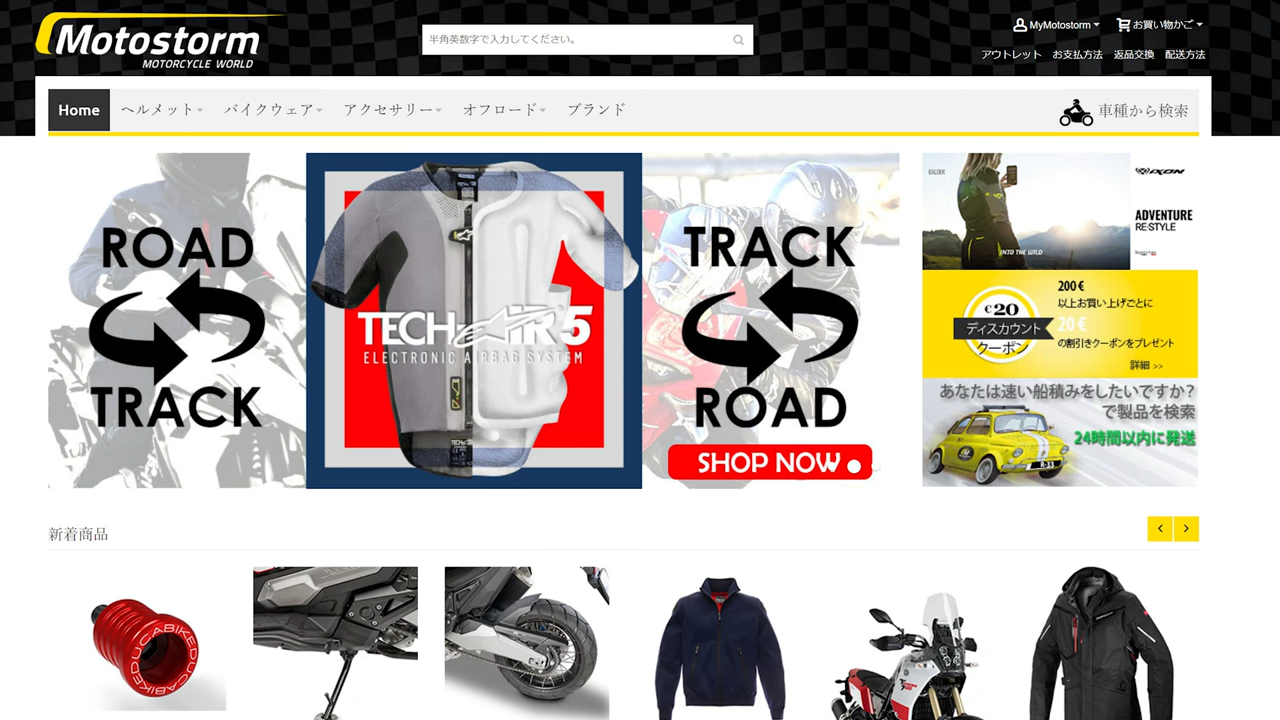 Motostorm
MOTORCYCLE WORLD
半角英数字で入力してください。
MyMotostorm
お買い物かご
アウトレット お支払方法 返品交換 配送方法
Home ヘルメット バイクウェア アクセサリー オフロード ブランド
車種から検索
ROAD
TRACK
TECH-AIR 5
ELECTRONIC AIRBAG SYSTEM
TRACK
ROAD
SHOP NOW
IXON
ADVENTURE
RE-STYLE
INTO THE WILD
€20
ディスカウント
クーポン
200 €
以上お買い上げごとに
20 €
の割引きクーポンをプレゼント
詳細 >>
あなたは速い船積みをしたいですか?
で製品を検索
24時間以内に発送
R-33
新着商品
DUCABIKE